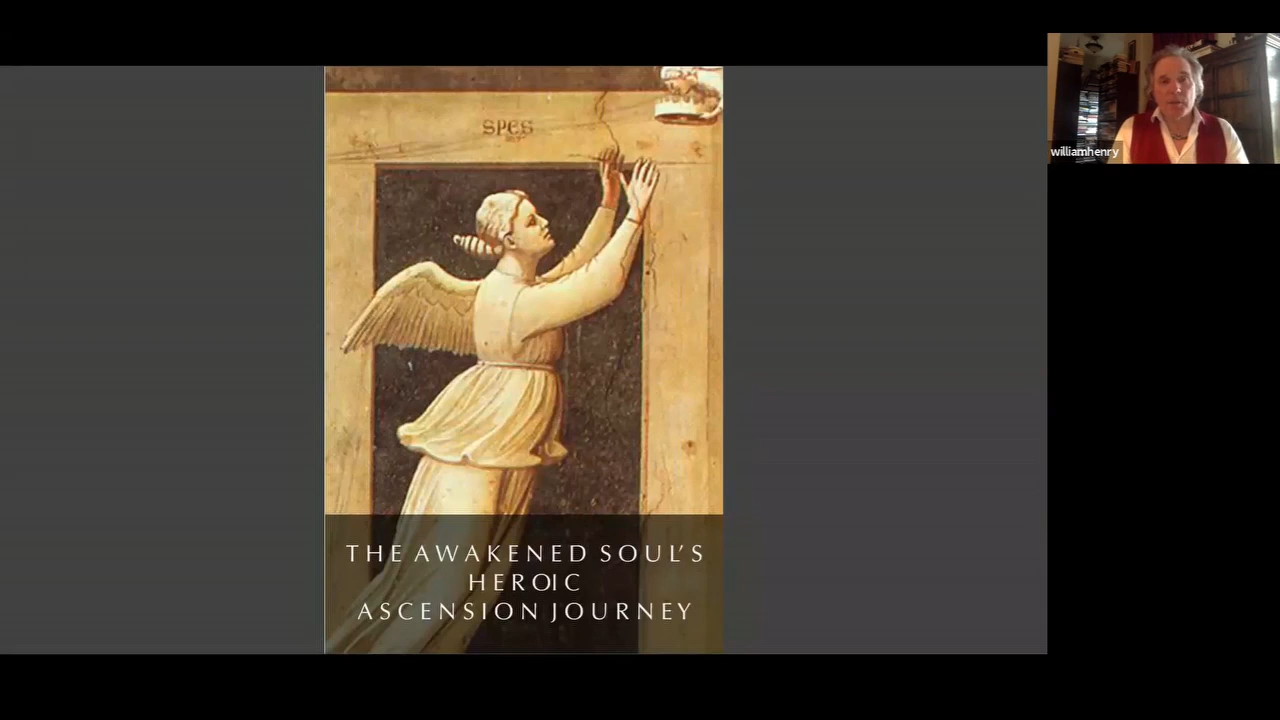 SPES
williamhenry
THE AWAKENED SOUL'S
HEROIC
ASCENSION JOURNEY